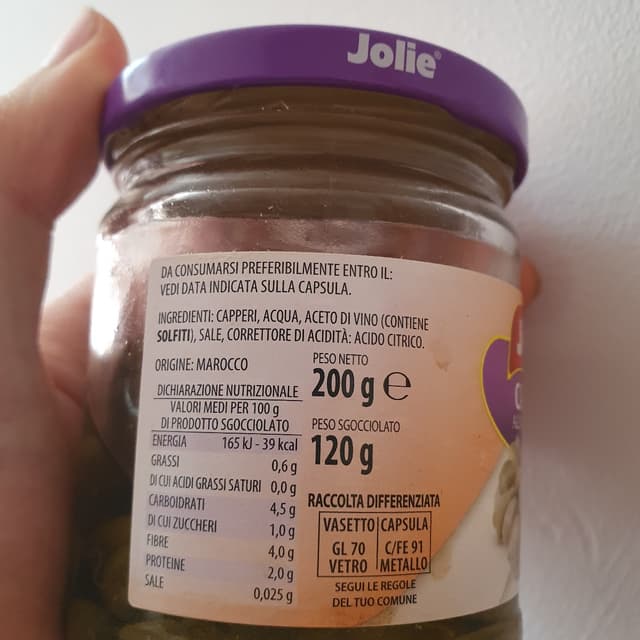 Jolie®
DA CONSUMARSI PREFERIBILMENTE ENTRO IL:
VEDI DATA INDICATA SULLA CAPSULA.
INGREDIENTI: CAPPERI, ACQUA, ACETO DI VINO (CONTIENE
SOLFITI), SALE, CORRETTORE DI ACIDITÀ: ACIDO CITRICO.
ORIGINE: MAROCCO
DICHIARAZIONE NUTRIZIONALE
VALORI MEDI PER 100 g
DI PRODOTTO SGOCCIOLATO
ENERGIA 165 kJ - 39 kcal
GRASSI 0,6 g
DI CUI ACIDI GRASSI SATURI 0,0 g
CARBOIDRATI 4,5 g
DI CUI ZUCCHERI 1,0 g
FIBRE 4,0 g
PROTEINE 2,0 g
SALE 0,025 g
PESO NETTO
200 g e
PESO SGOCCIOLATO
120 g
RACCOLTA DIFFERENZIATA
VASETTO CAPSULA
GL 70 C/FE 91
VETRO METALLO
SEGUI LE REGOLE
DEL TUO COMUNE